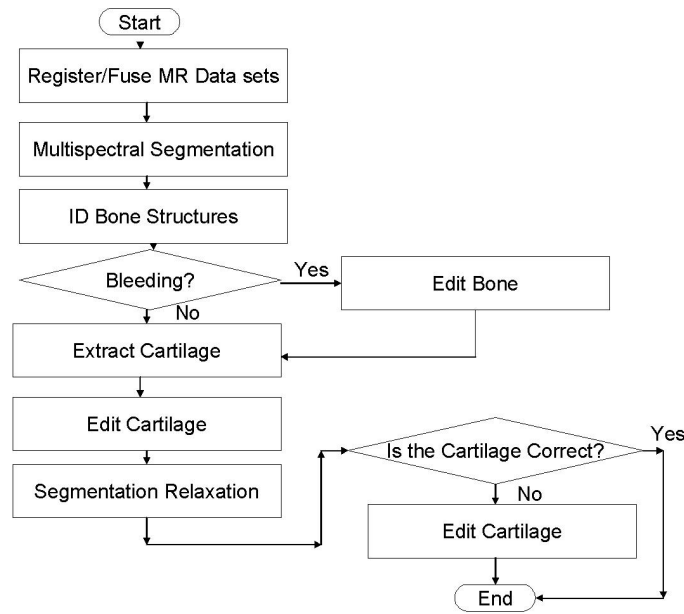 Start
Register/Fuse MR Data sets
Multispectral Segmentation
ID Bone Structures
Bleeding?
Yes
Edit Bone
No
Extract Cartilage
Edit Cartilage
Segmentation Relaxation
Is the Cartilage Correct?
Yes
No
Edit Cartilage
End